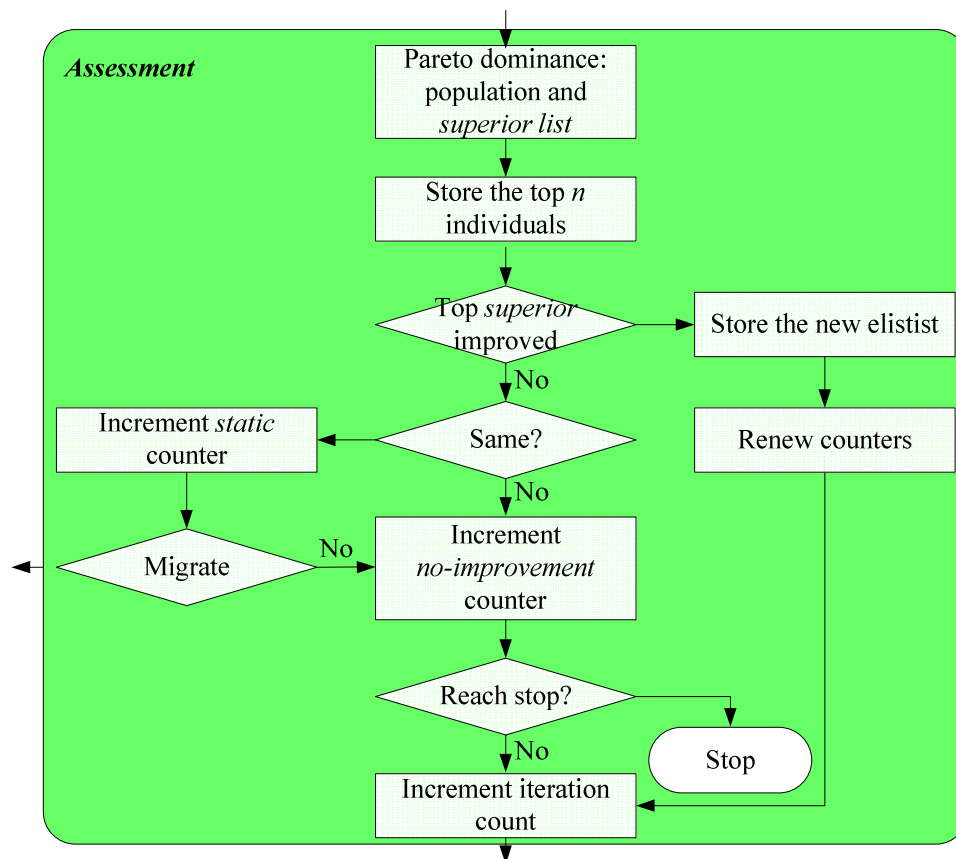 Assessment
Pareto dominance:
population and
superior list
Store the top n
individuals
Top superior
improved
Store the new elistist
No
Increment static
counter
Same?
Renew counters
No
Migrate
No
Increment
no-improvement
counter
Reach stop?
Stop
No
Increment iteration
count